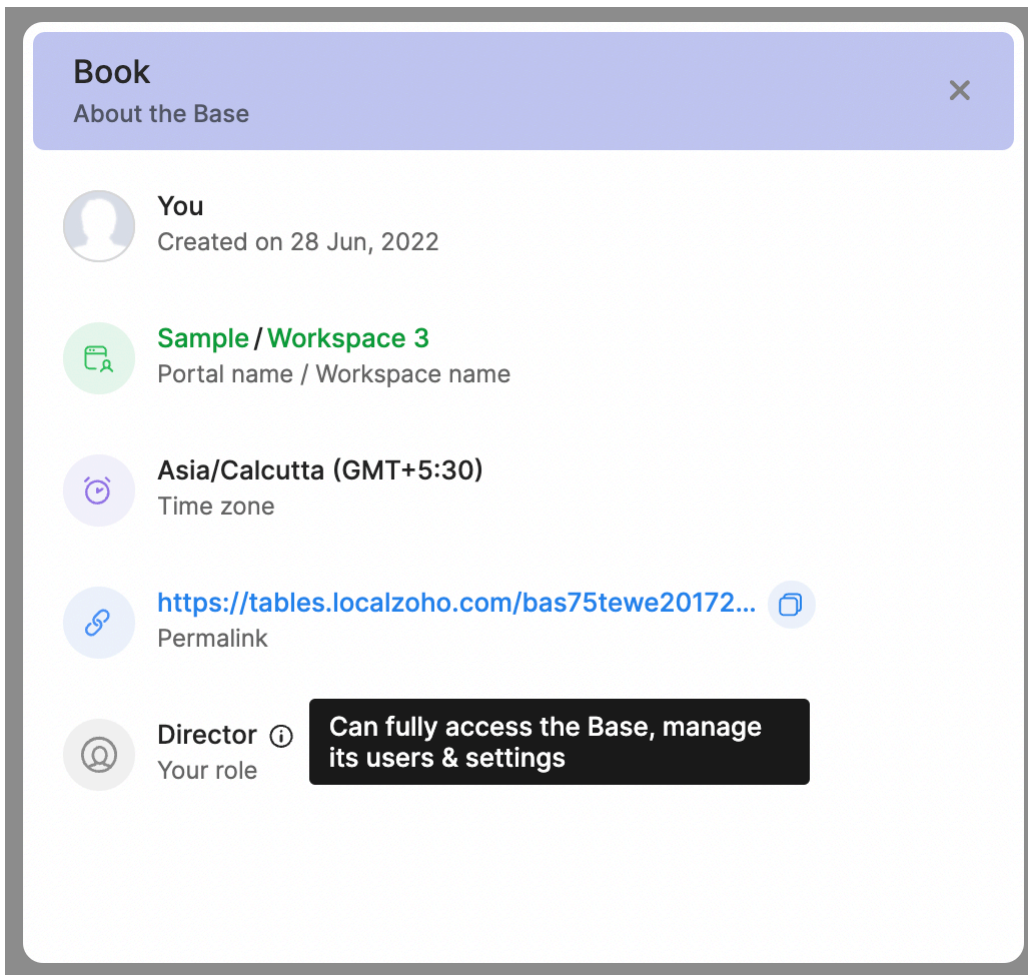 Book
About the Base
You
Created on 28 Jun, 2022
Sample/Workspace 3
Portal name / Workspace name
Asia/Calcutta (GMT+5:30)
Time zone
https://tables.localzoho.com/bas75tewe20172...
Permalink
Director
Your role
Can fully access the Base, manage
its users & settings